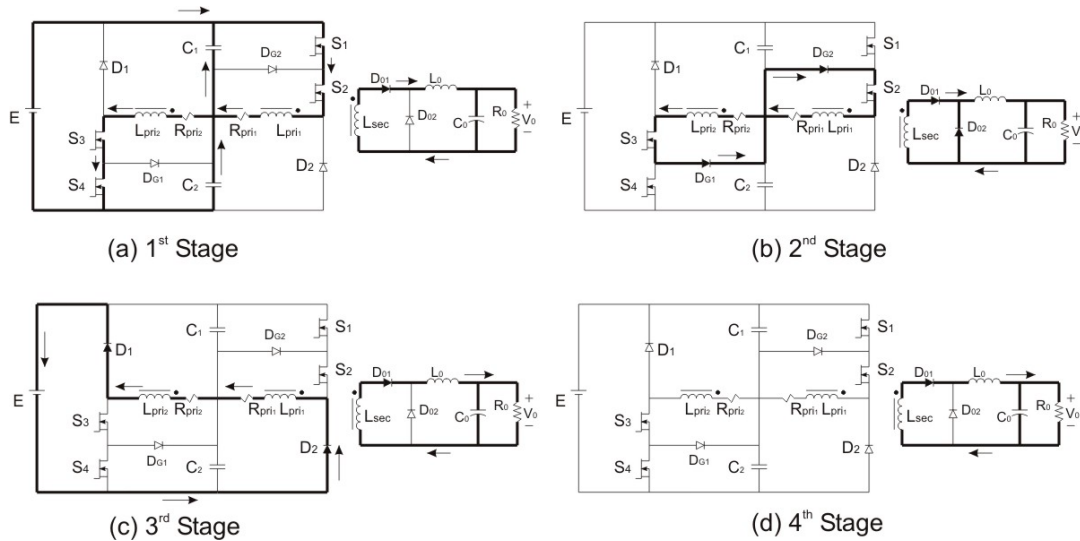 C1
S1
DG2
D1
S2
D01
L0
E
Lpri2
Rpri2
Rpri1
Lpri1
Lsec
D02
C0
R0
+
V0
−
S3
DG1
D2
S4
C2
(a) 1st Stage
C1
S1
DG2
D1
S2
D01
L0
E
Lpri2
Rpri2
Rpri1
Lpri1
Lsec
D02
C0
R0
+
V0
−
S3
DG1
D2
S4
C2
(b) 2nd Stage
C1
S1
DG2
D1
S2
D01
L0
E
Lpri2
Rpri2
Rpri1
Lpri1
Lsec
D02
C0
R0
+
V0
−
S3
DG1
D2
S4
C2
(c) 3rd Stage
C1
S1
DG2
D1
S2
D01
L0
E
Lpri2
Rpri2
Rpri1
Lpri1
Lsec
D02
C0
R0
+
V0
−
S3
DG1
D2
S4
C2
(d) 4th Stage